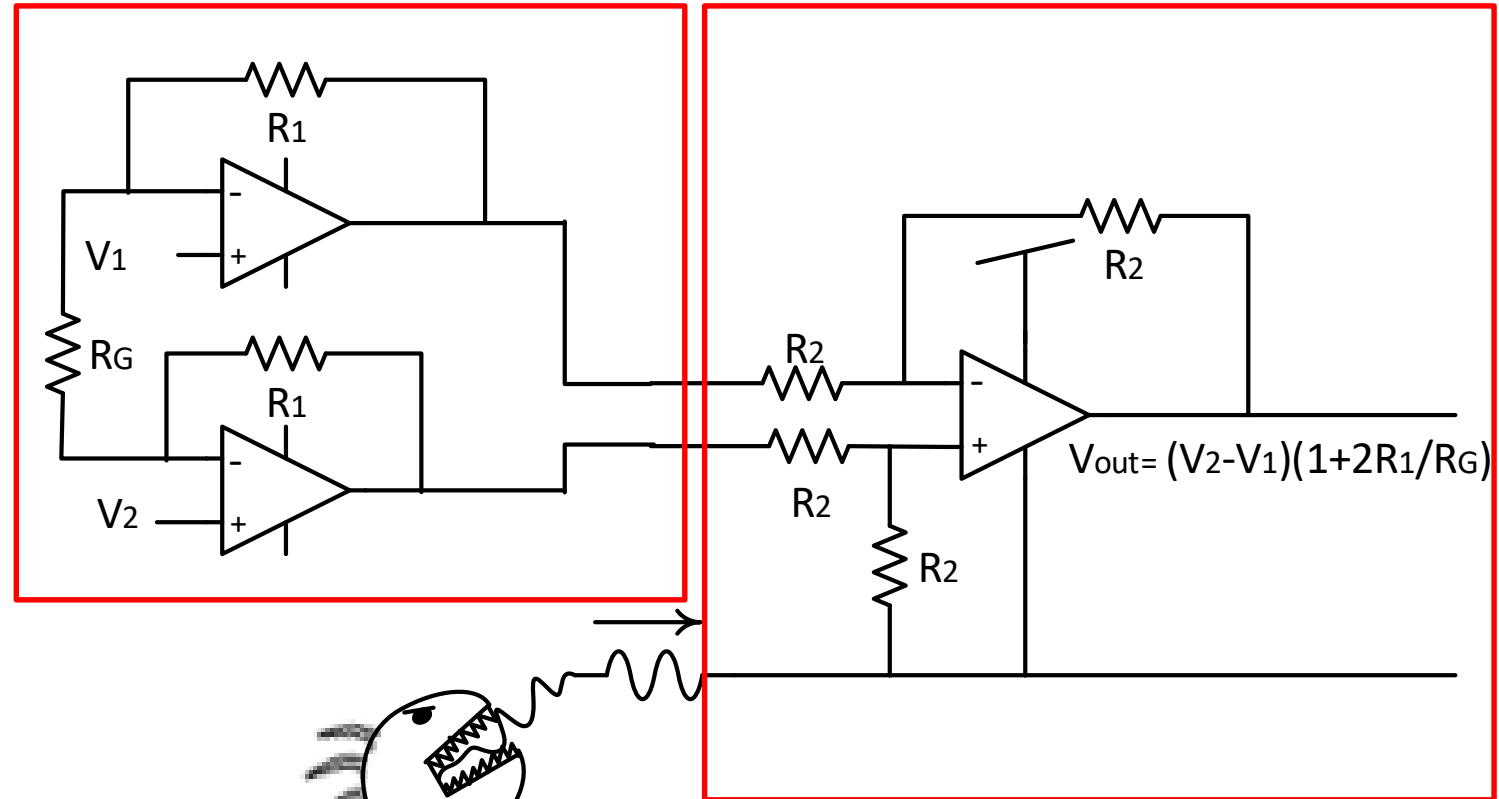 R1
-
V1
+
RG
R1
-
V2
+
R2
R2
-
+
Vout= (V2-V1)(1+2R1/RG)
R2
R2